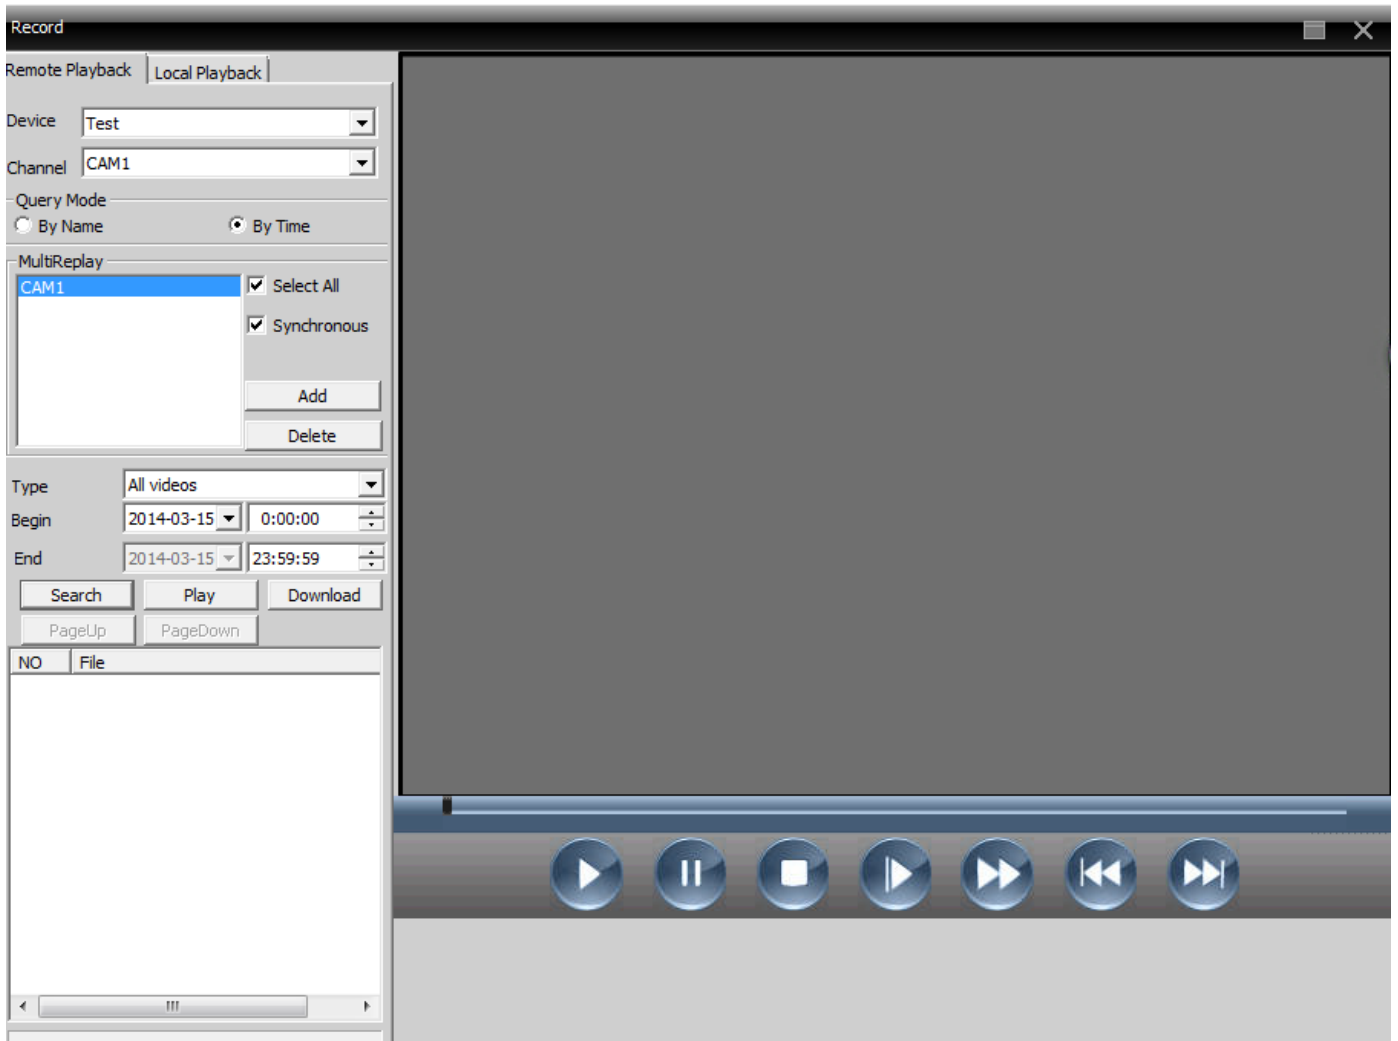 Record
Remote Playback Local Playback
Device Test
Channel CAM1
Query Mode
By Name By Time
MultiReplay
CAM1 Select All
Synchronous
Add
Delete
Type All videos
Begin 2014-03-15 0:00:00
End 2014-03-15 23:59:59
Search Play Download
PageUp PageDown
NO File